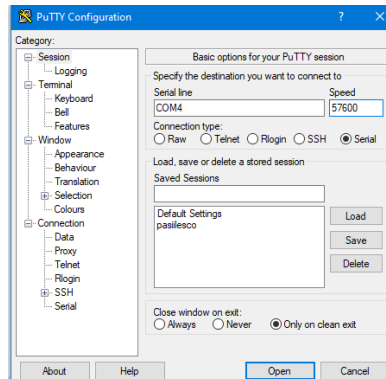 PuTTY Configuration
Category:
Session
Logging
Terminal
Keyboard
Bell
Features
Window
Appearance
Behaviour
Translation
Selection
Colours
Connection
Data
Proxy
Telnet
Rlogin
SSH
Serial
Basic options for your PuTTY session
Specify the destination you want to connect to
Serial line Speed
COM4 57600
Connection type:
Raw Telnet Rlogin SSH Serial
Load, save or delete a stored session
Saved Sessions
Default Settings
pasiilesco
Load
Save
Delete
Close window on exit:
Always Never Only on clean exit
About Help Open Cancel